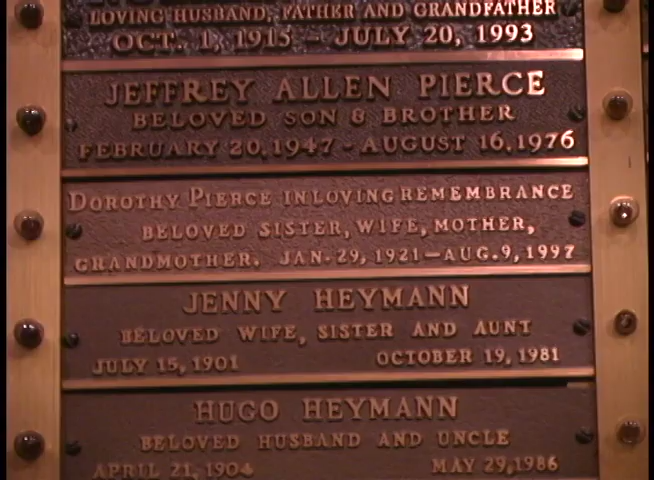 LOVING HUSBAND, FATHER AND GRANDFATHER
OCT. 1, 1915 - JULY 20, 1993
JEFFREY ALLEN PIERCE
BELOVED SON & BROTHER
FEBRUARY 20, 1947 - AUGUST 16, 1976
DOROTHY PIERCE IN LOVING REMEMBRANCE
BELOVED SISTER, WIFE, MOTHER,
GRANDMOTHER. JAN. 29, 1921 — AUG. 9, 1997
JENNY HEYMANN
BELOVED WIFE, SISTER AND AUNT
JULY 15, 1901 OCTOBER 19, 1981
HUGO HEYMANN
BELOVED HUSBAND AND UNCLE
APRIL 21, 1904 MAY 29, 1986